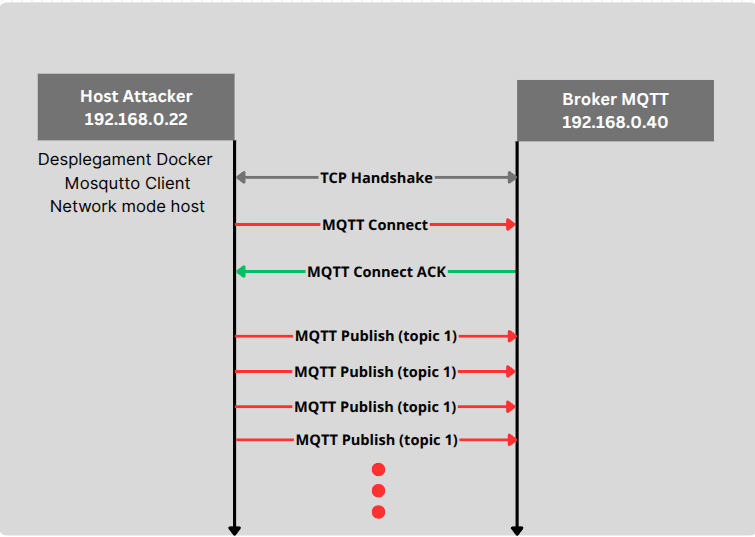 Host Attacker
192.168.0.22
Broker MQTT
192.168.0.40
Desplegament Docker
Mosqutto Client
Network mode host
TCP Handshake
MQTT Connect
MQTT Connect ACK
MQTT Publish (topic 1)
MQTT Publish (topic 1)
MQTT Publish (topic 1)
MQTT Publish (topic 1)